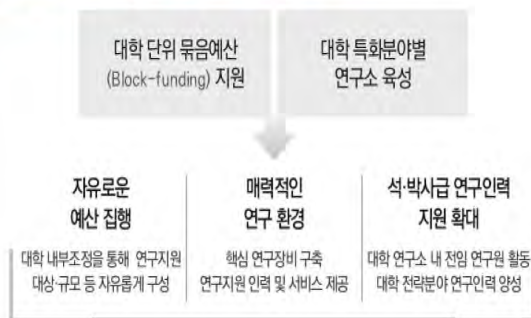 대학 단위 묶음예산
(Block-funding) 지원
대학 특화분야별
연구소 육성
자유로운
예산 집행
대학 내부조정을 통해 연구지원
대상·규모 등 자유롭게 구성
매력적인
연구 환경
핵심 연구장비 구축
연구지원 인력 및 서비스 제공
석·박사급 연구인력
지원 확대
대학 연구소 내 전임 연구원 활동
대학 전략분야 연구인력 양성